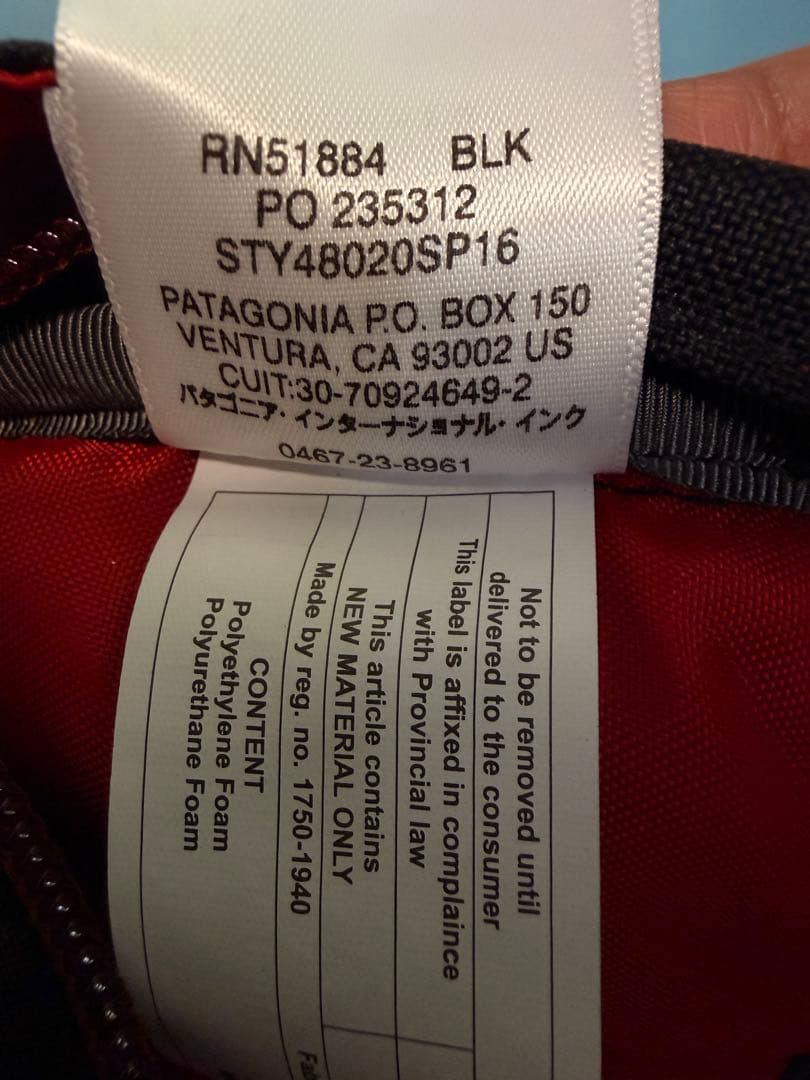 RN51884 BLK
PO 235312
STY48020SP16
PATAGONIA P.O. BOX 150
VENTURA, CA 93002 US
CUIT:30-70924649-2
パタゴニア・インターナショナル・インク
0467-23-8961
Not to be removed until
delivered to the consumer
This label is affixed in complaince
with Provincial law
This article contains
NEW MATERIAL ONLY
Made by reg. no. 1750-1940
CONTENT
Polyethylene Foam
Polyurethane Foam